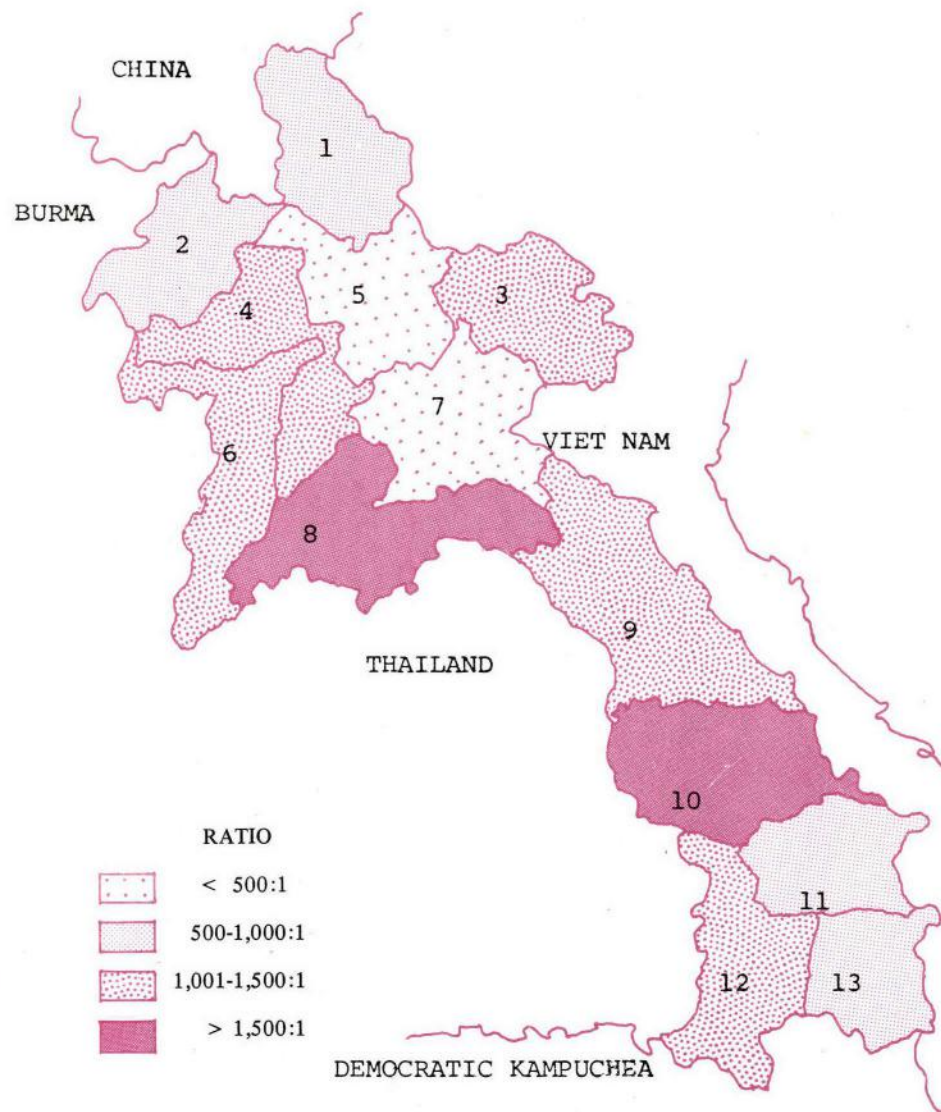 CHINA
1
BURMA
2
5
3
4
7
VIET NAM
6
8
9
THAILAND
10
RATIO
< 500:1
500-1,000:1
11
1,001-1,500:1
12
13
> 1,500:1
DEMOCRATIC KAMPUCHEA